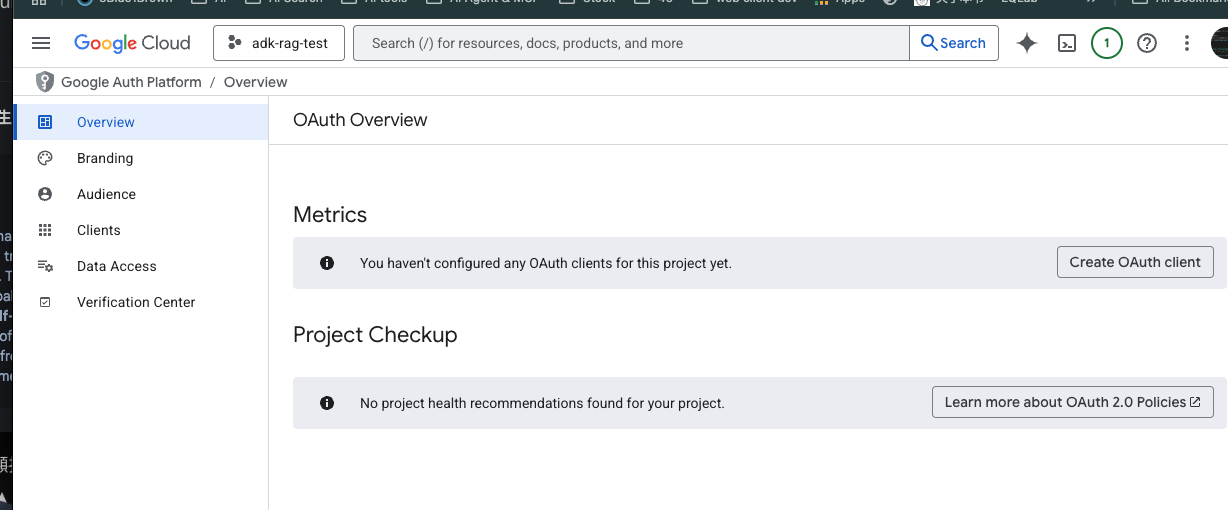 Google Cloud
adk-rag-test
Search (/) for resources, docs, products, and more
Search
1
Google Auth Platform / Overview
Overview
Branding
Audience
Clients
Data Access
Verification Center
OAuth Overview
Metrics
You haven't configured any OAuth clients for this project yet.
Create OAuth client
Project Checkup
No project health recommendations found for your project.
Learn more about OAuth 2.0 Policies